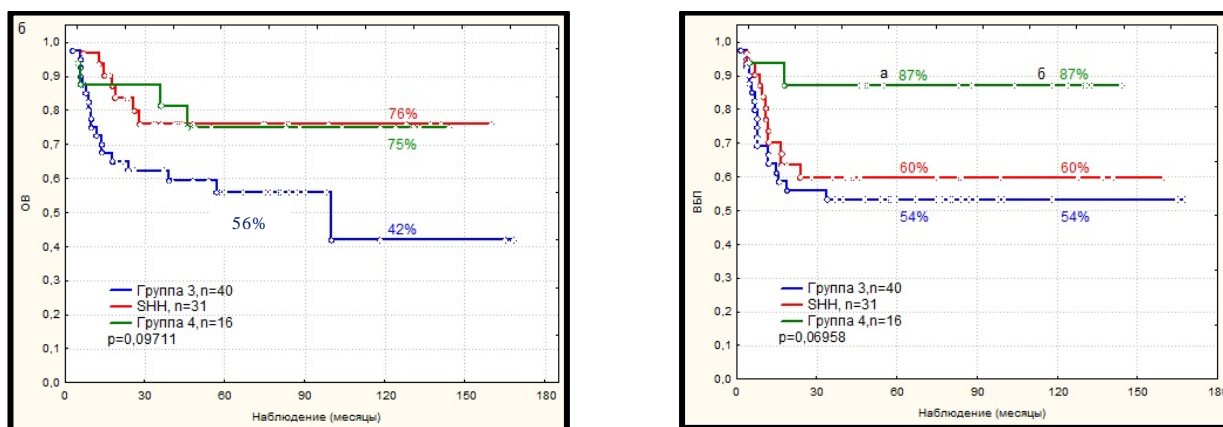 б
1,0
0,9
0,8
0,7
0,6
0,5
0,4
0,3
0,2
0,1
0,0
ОВ
76%
75%
56%
42%
Группа 3,n=40
SHH, n=31
Группа 4,n=16
p=0,09711
0 30 60 90 120 150 180
Наблюдение (месяцы)
1,0
0,9
0,8
0,7
0,6
0,5
0,4
0,3
0,2
0,1
0,0
ВБП
а 87% б 87%
60% 60%
54% 54%
Группа 3,n=40
SHH, n=31
Группа 4,n=16
p=0,06958
0 30 60 90 120 150 180
Наблюдение (месяцы)